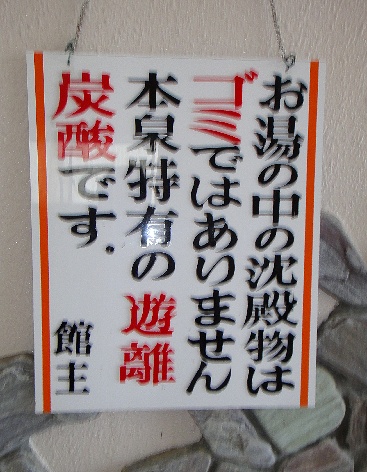 お湯の中の沈殿物は
ゴミではありません
本泉特有の遊離
炭酸です.
館主